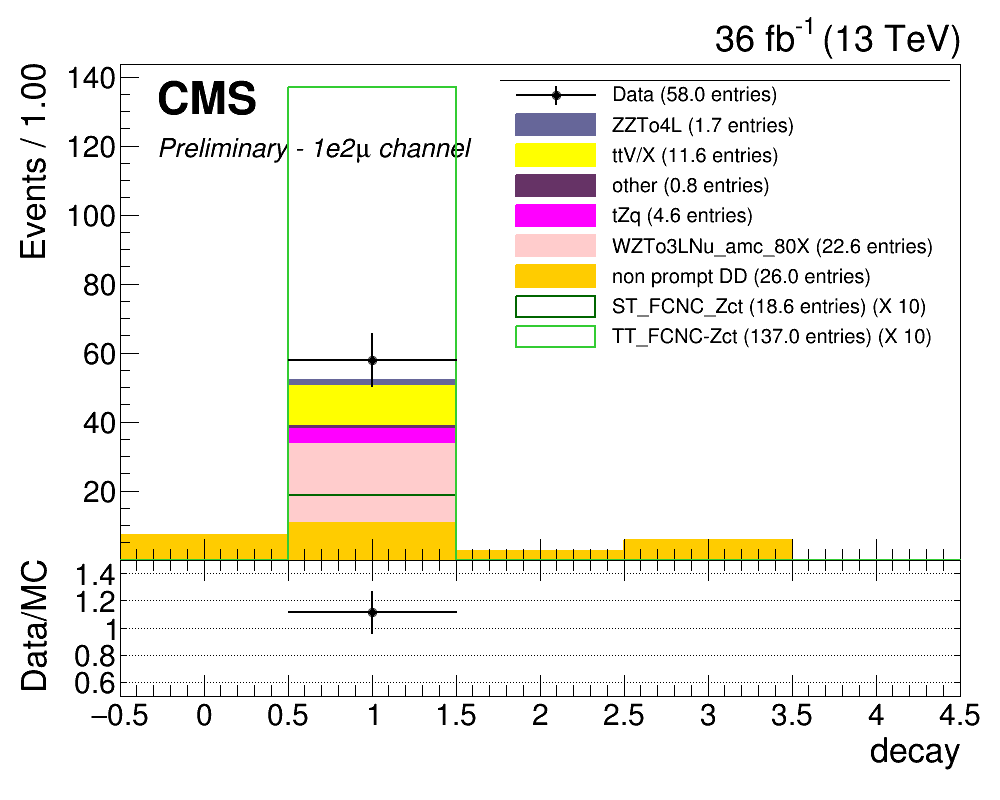 36 fb-1 (13 TeV)
Events / 1.00
140
120
100
80
60
40
20
CMS
Preliminary - 1e2μ channel
Data (58.0 entries)
ZZTo4L (1.7 entries)
ttV/X (11.6 entries)
other (0.8 entries)
tZq (4.6 entries)
WZTo3LNu_amc_80X (22.6 entries)
non prompt DD (26.0 entries)
ST_FCNC_Zct (18.6 entries) (X 10)
TT_FCNC-Zct (137.0 entries) (X 10)
Data/MC
1.4
1.2
1
0.8
0.6
−0.5 0 0.5 1 1.5 2 2.5 3 3.5 4 4.5
decay